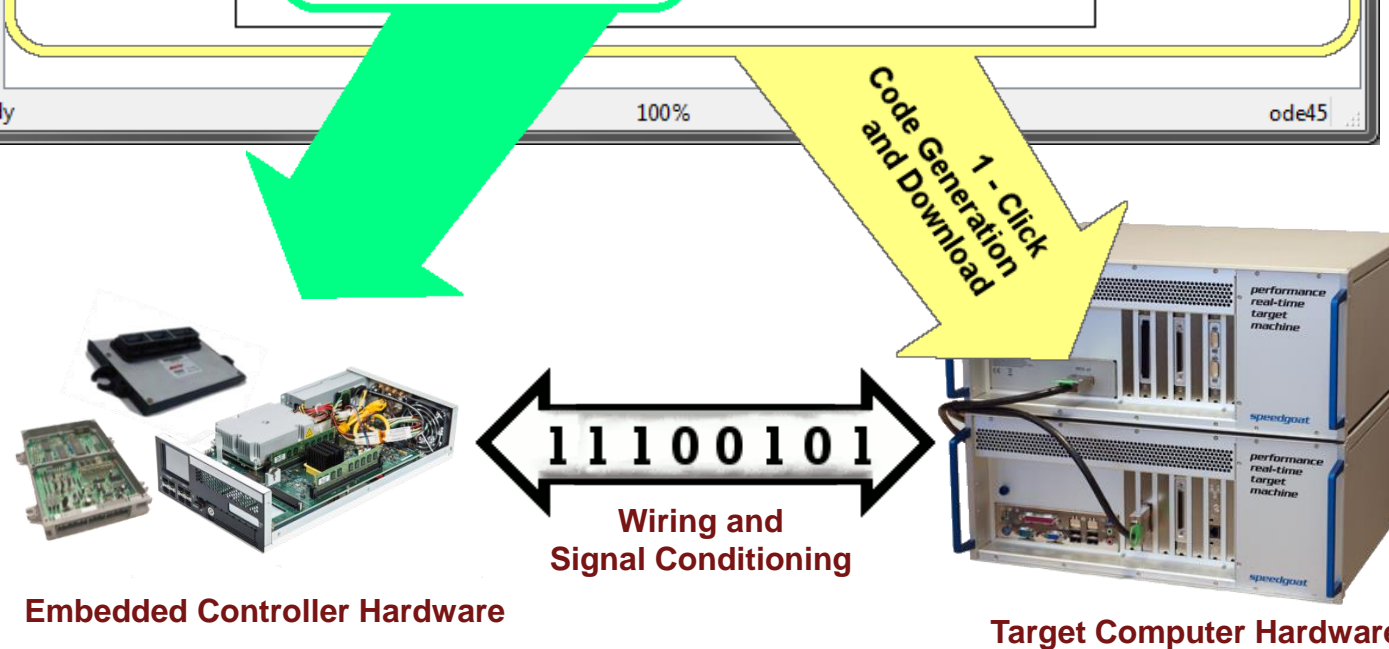 100%
ode45
1 - Click
Code Generation
and Download
performance
real-time
target
machine
speedgoat
performance
real-time
target
machine
speedgoat
11100101
Wiring and
Signal Conditioning
Embedded Controller Hardware
Target Computer Hardware